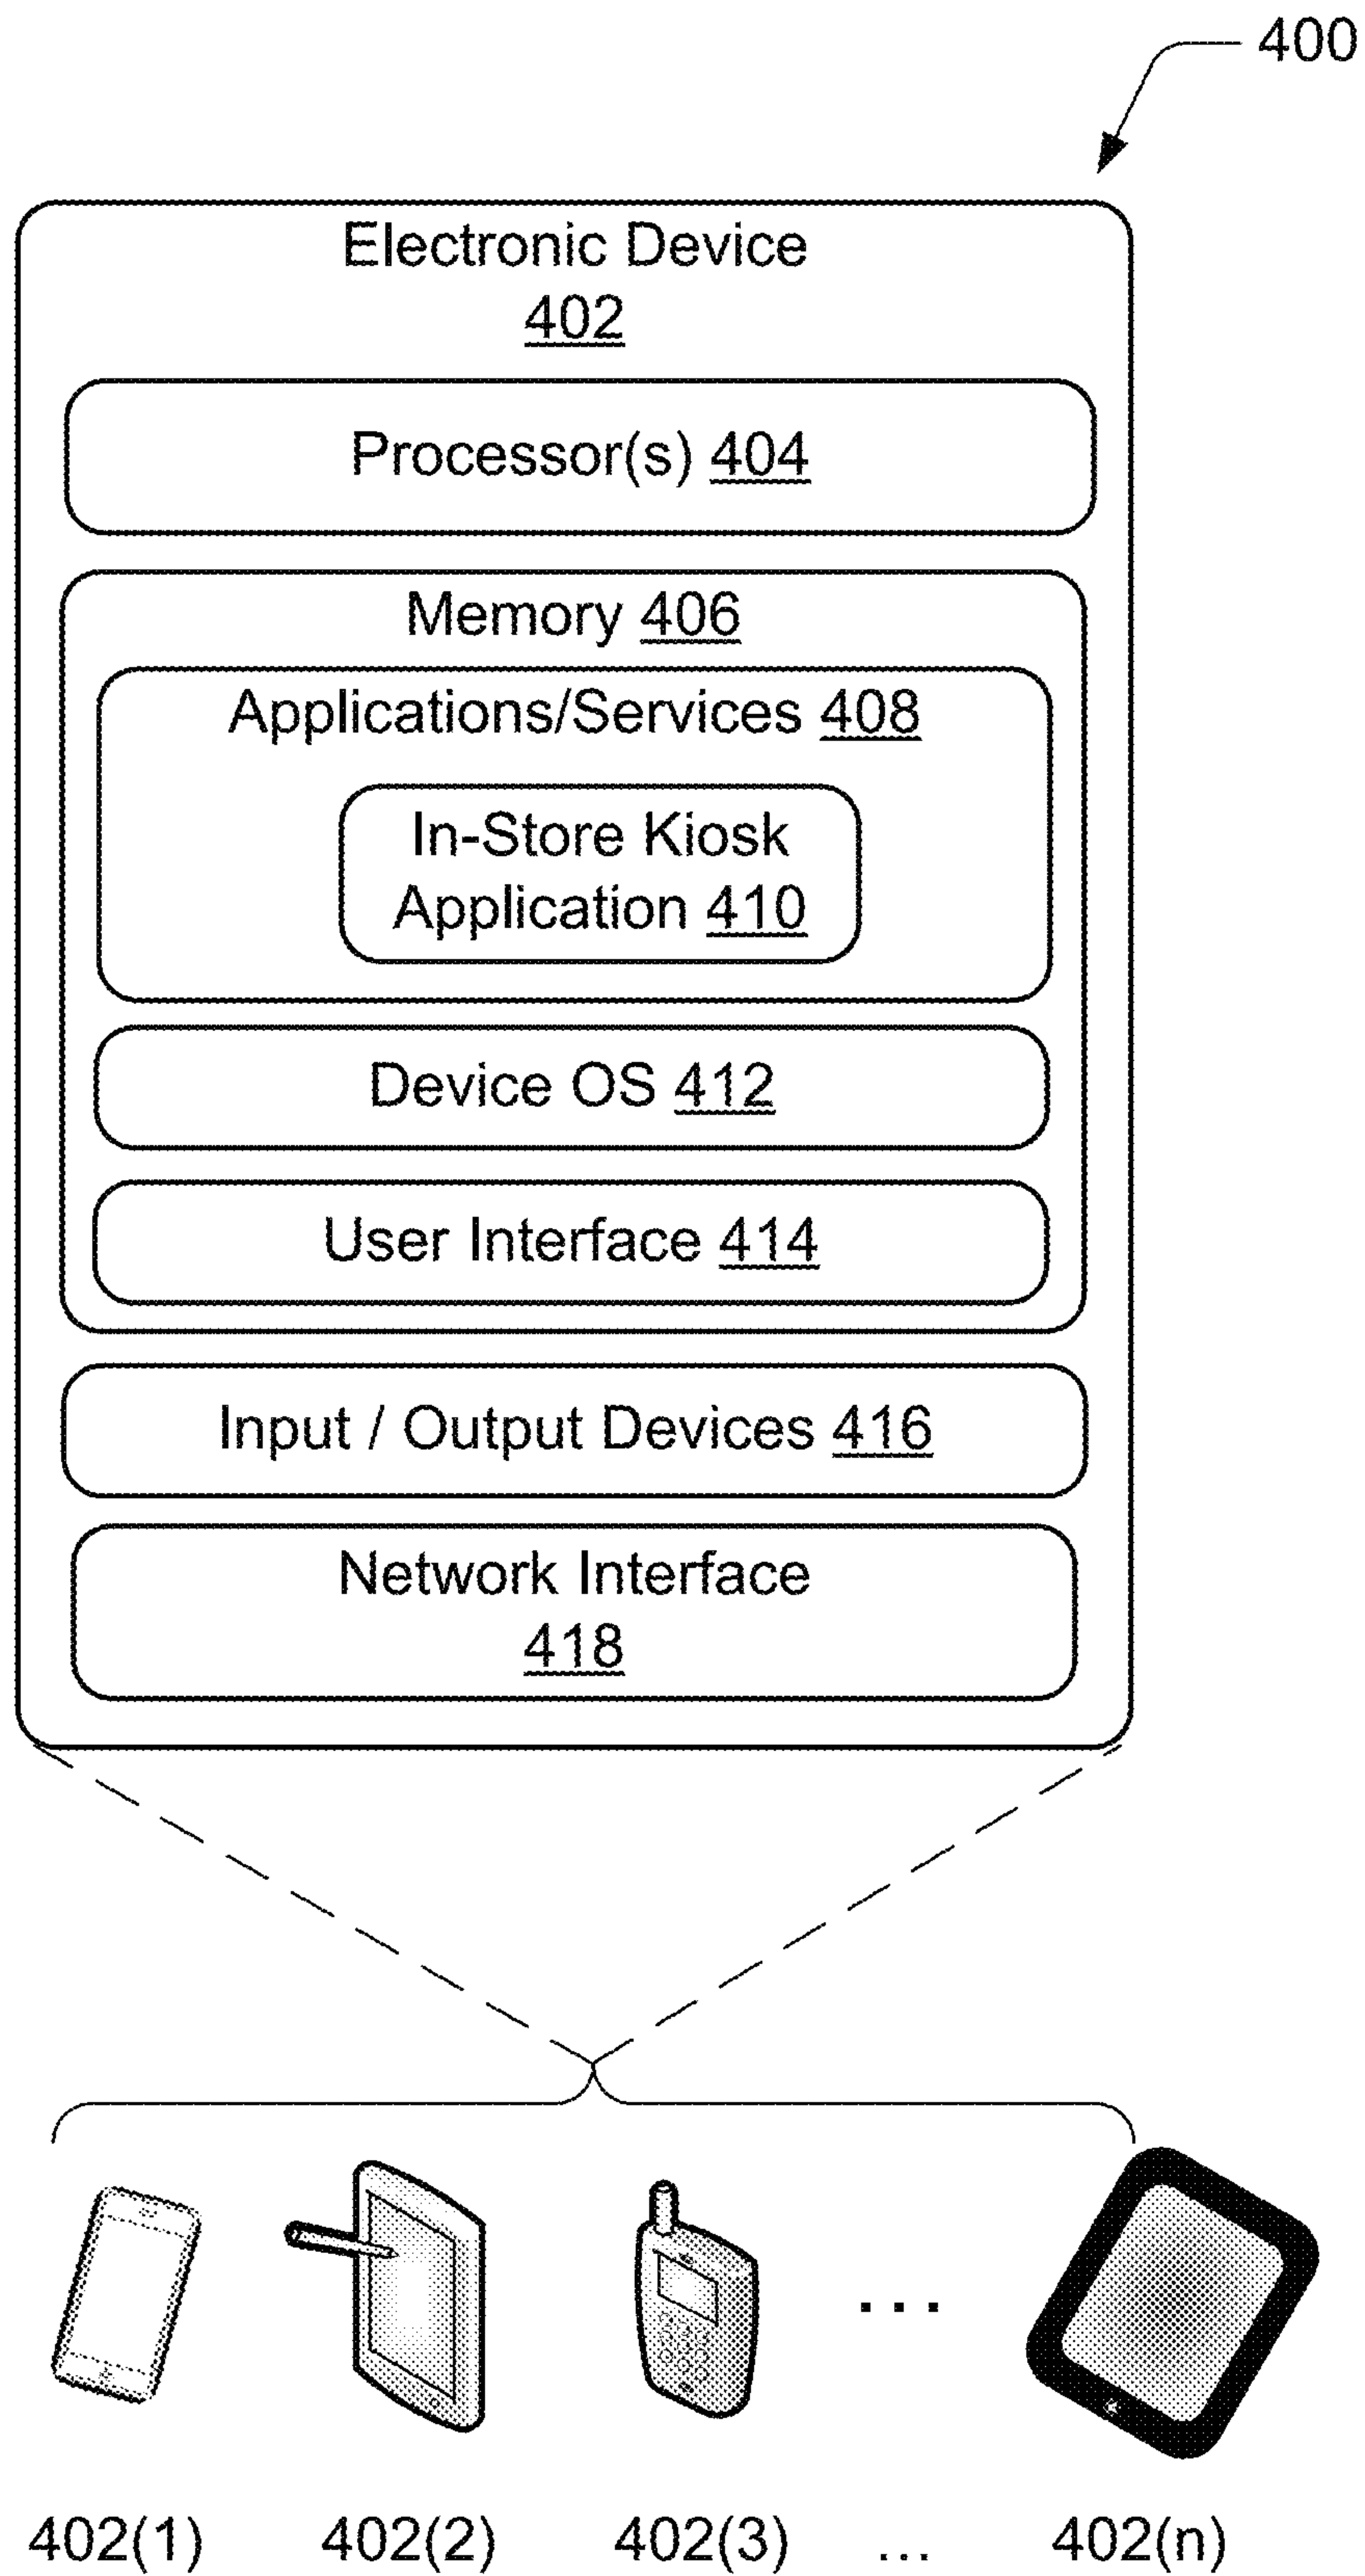 400
Electronic Device
402
Processor(s) 404
Memory 406
Applications/Services 408
In-Store Kiosk
Application 410
Device OS 412
User Interface 414
Input / Output Devices 416
Network Interface
418
...
402(1) 402(2) 402(3) ... 402(n)